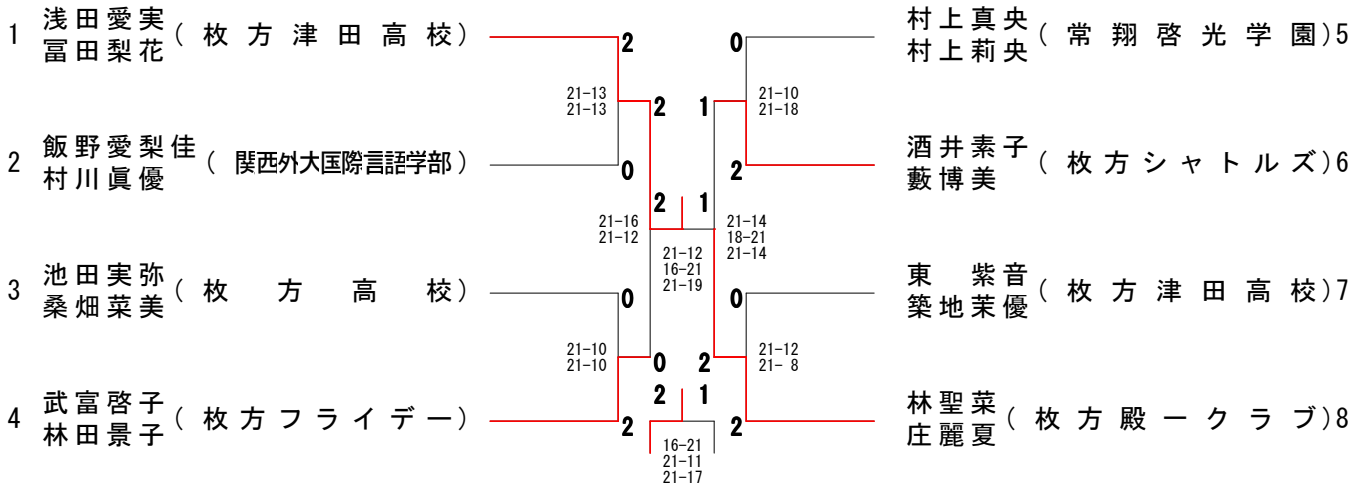 1 浅田愛実
冨田梨花
(枚方津田高校)
2 飯野愛梨佳
村川眞優
(関西外大国際言語学部)
3 池田実弥
桑畑菜美
(枚方高校)
4 武富啓子
林田景子
(枚方フライデー)
2
21-13
21-13
0
2
21-16
21-12
0
21-10
21-10
0
2
2 1
21-12
16-21
21-19
2 1
16-21
21-11
21-17
0
21-10
21-18
2
1
21-14
18-21
21-14
2
0
21-12
21- 8
2
村上真央
村上莉央
(常翔啓光学園)5
酒井素子
藪博美
(枚方シャトルズ)6
東 紫音
築地茉優
(枚方津田高校)7
林聖菜
庄麗夏
(枚方殿一クラブ)8